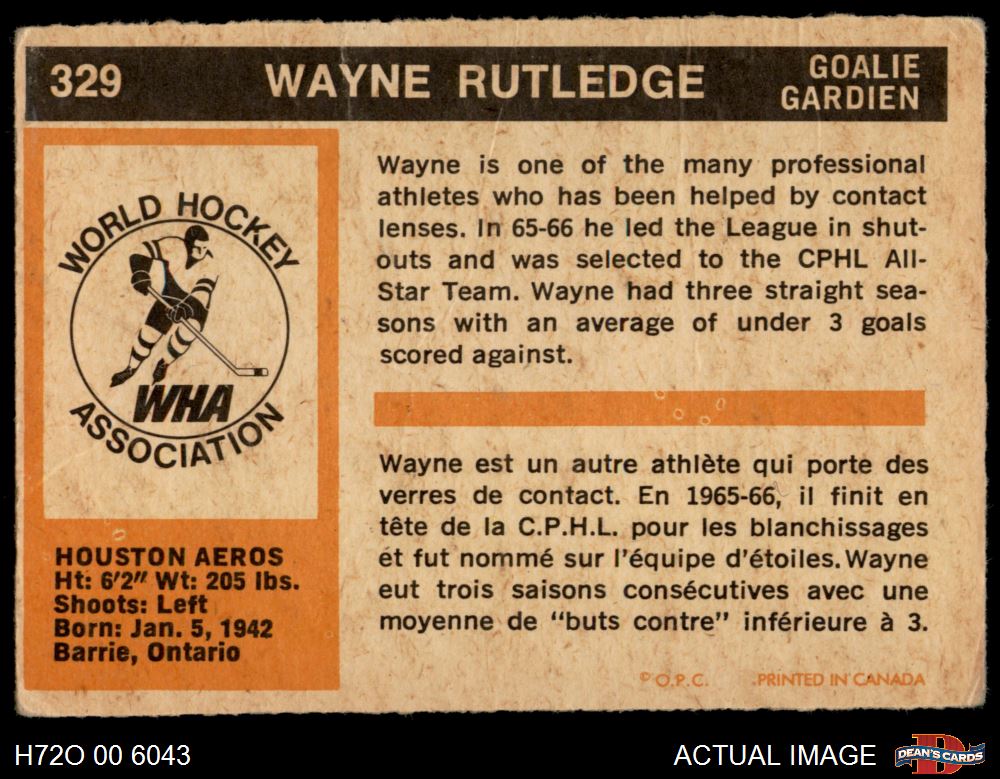 329
WAYNE RUTLEDGE
GOALIE
GARDIEN
WORLD HOCKEY
WHA
ASSOCIATION
HOUSTON AEROS
Ht: 6'2" Wt: 205 lbs.
Shoots: Left
Born: Jan. 5, 1942
Barrie, Ontario
Wayne is one of the many professional
athletes who has been helped by contact
lenses. In 65-66 he led the League in shut-
outs and was selected to the CPHL All-
Star Team. Wayne had three straight sea-
sons with an average of under 3 goals
scored against.
Wayne est un autre athlète qui porte des
verres de contact. En 1965-66, il finit en
tête de la C.P.H.L. pour les blanchissages
et fut nommé sur l'équipe d'étoiles. Wayne
eut trois saisons consécutives avec une
moyenne de "buts contre" inférieure à 3.
© O.P.C. PRINTED IN CANADA
H72O 00 6043
ACTUAL IMAGE
DEAN'S CARDS